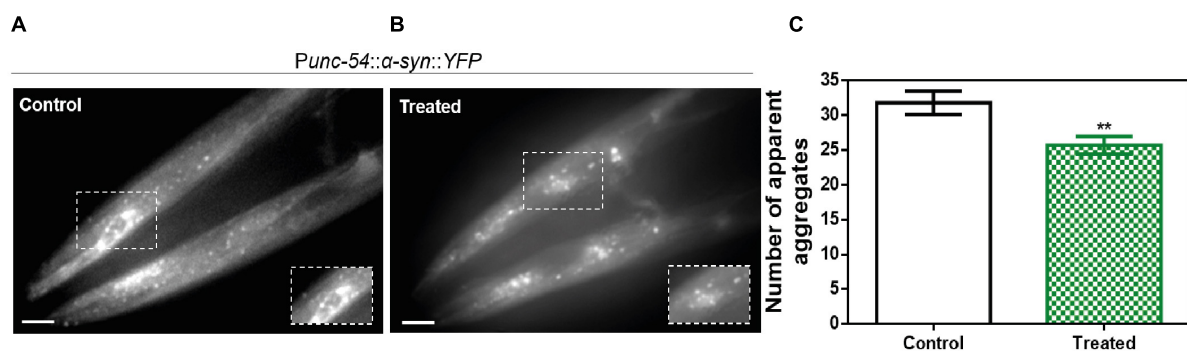 A
B
C
Punc-54::α-syn::YFP
Control
Treated
Number of apparent
aggregates
35
30
25
20
15
10
5
0
**
Control
Treated